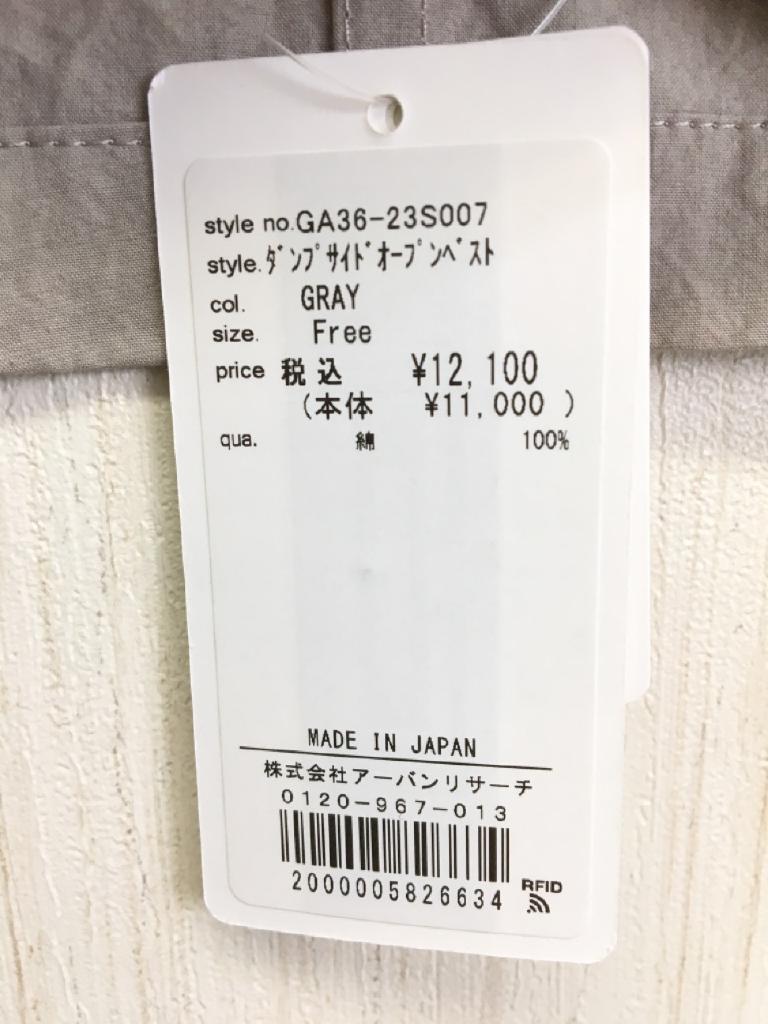 style no. GA36-23S007
style. ﾀﾞﾝﾌﾟｻｲﾄﾞｵｰﾌﾟﾝﾍﾞｽﾄ
col. GRAY
size. Free
price 税込 ¥12,100
(本体 ¥11,000 )
qua. 綿 100%
MADE IN JAPAN
株式会社アーバンリサーチ
0120-967-013
2000005826634
RFID